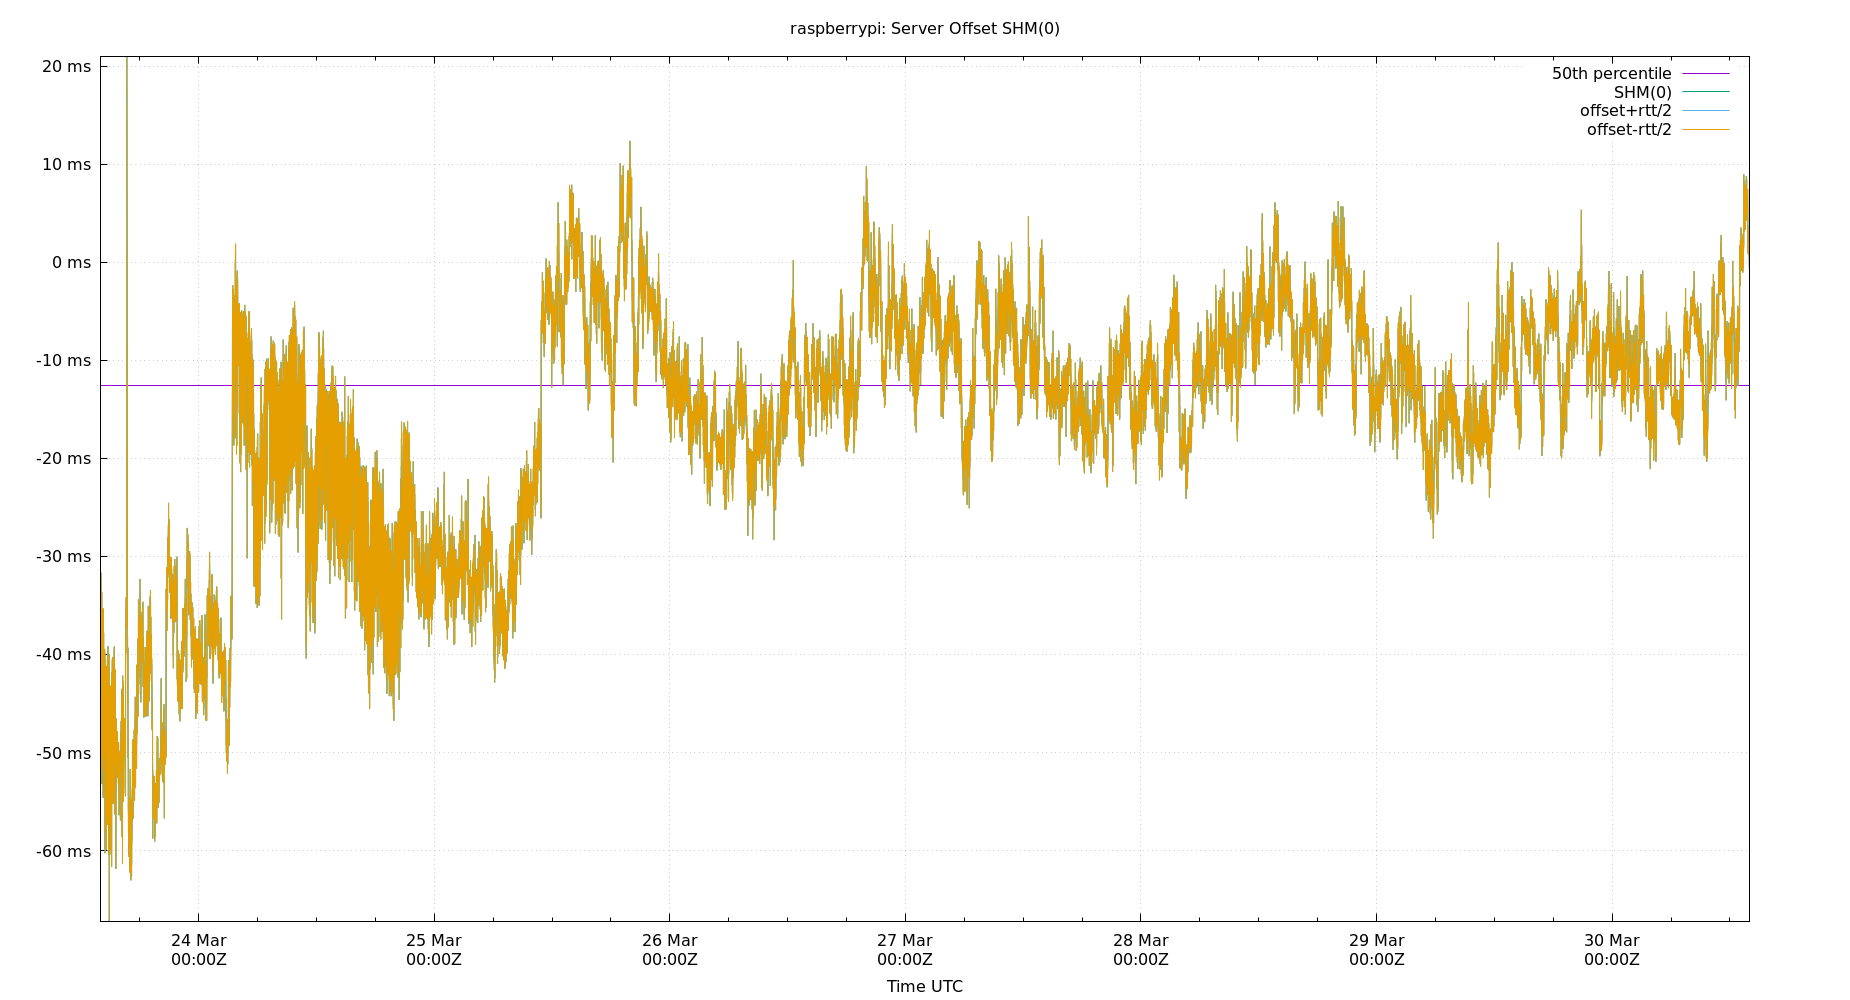 raspberrypi: Server Offset SHM(0)
50th percentile
SHM(0)
offset+rtt/2
offset-rtt/2
20 ms
10 ms
0 ms
-10 ms
-20 ms
-30 ms
-40 ms
-50 ms
-60 ms
24 Mar 25 Mar 26 Mar 27 Mar 28 Mar 29 Mar 30 Mar
00:00Z 00:00Z 00:00Z 00:00Z 00:00Z 00:00Z 00:00Z
Time UTC